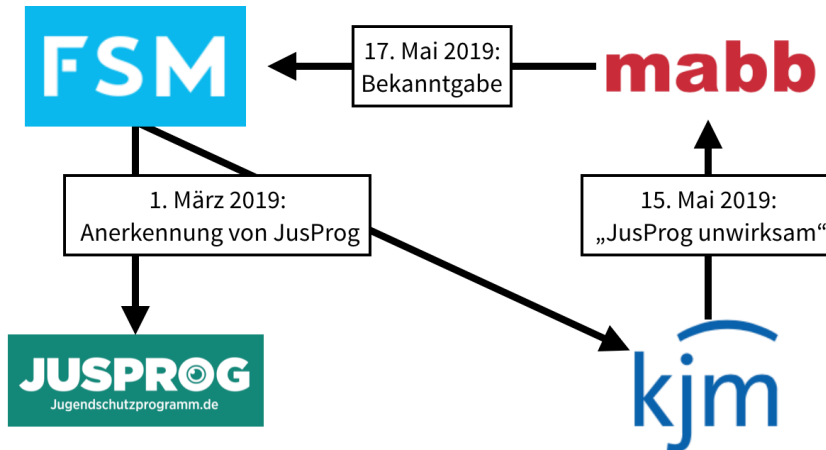 FSM
17. Mai 2019:
Bekanntgabe
mabb
1. März 2019:
Anerkennung von JusProg
15. Mai 2019:
„JusProg unwirksam“
JUSPROG
Jugendschutzprogramm.de
kjm